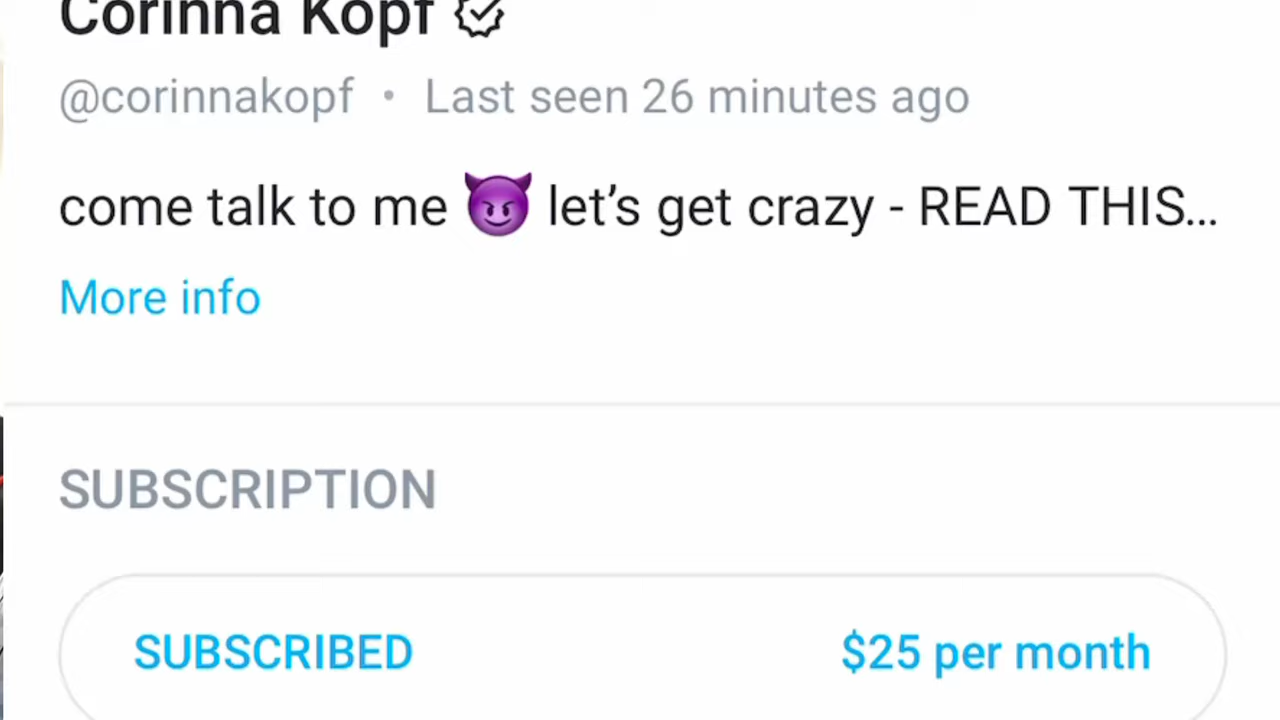 Corinna Kopf
@corinnakopf • Last seen 26 minutes ago
come talk to me 😈 let’s get crazy - READ THIS...
More info
SUBSCRIPTION
SUBSCRIBED $25 per month